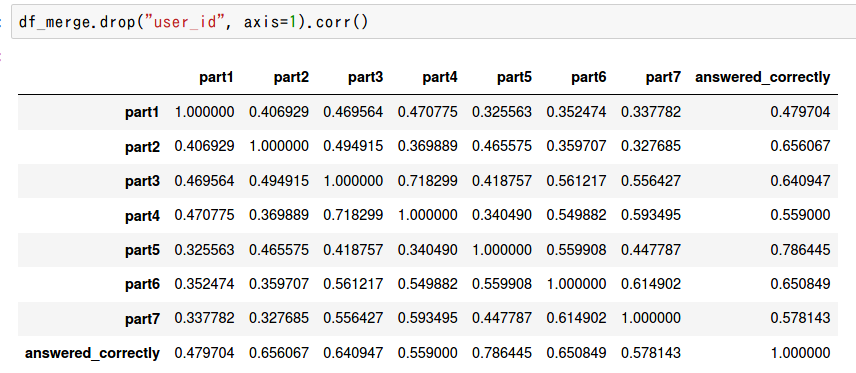 df_merge.drop("user_id", axis=1).corr()
part1 part2 part3 part4 part5 part6 part7 answered_correctly
part1 1.000000 0.406929 0.469564 0.470775 0.325563 0.352474 0.337782 0.479704
part2 0.406929 1.000000 0.494915 0.369889 0.465575 0.359707 0.327685 0.656067
part3 0.469564 0.494915 1.000000 0.718299 0.418757 0.561217 0.556427 0.640947
part4 0.470775 0.369889 0.718299 1.000000 0.340490 0.549882 0.593495 0.559000
part5 0.325563 0.465575 0.418757 0.340490 1.000000 0.559908 0.447787 0.786445
part6 0.352474 0.359707 0.561217 0.549882 0.559908 1.000000 0.614902 0.650849
part7 0.337782 0.327685 0.556427 0.593495 0.447787 0.614902 1.000000 0.578143
answered_correctly 0.479704 0.656067 0.640947 0.559000 0.786445 0.650849 0.578143 1.000000